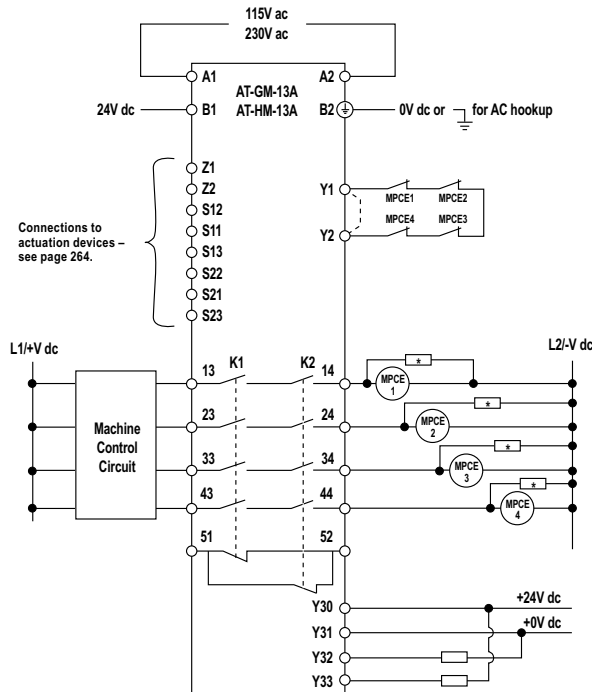 115V ac
230V ac
A1
AT-GM-13A
AT-HM-13A
A2
24V dc
B1
B2
0V dc or
for AC hookup
Z1
Z2
S12
S11
S13
S22
S21
S23
Connections to
actuation devices –
see page 264.
Y1
MPCE1
MPCE2
MPCE4
MPCE3
Y2
L1/+V dc
L2/-V dc
Machine
Control
Circuit
K1
K2
13
14
*
MPCE
1
23
24
*
MPCE
2
33
34
*
MPCE
3
43
44
*
MPCE
4
51
52
Y30
+24V dc
Y31
+0V dc
Y32
Y33